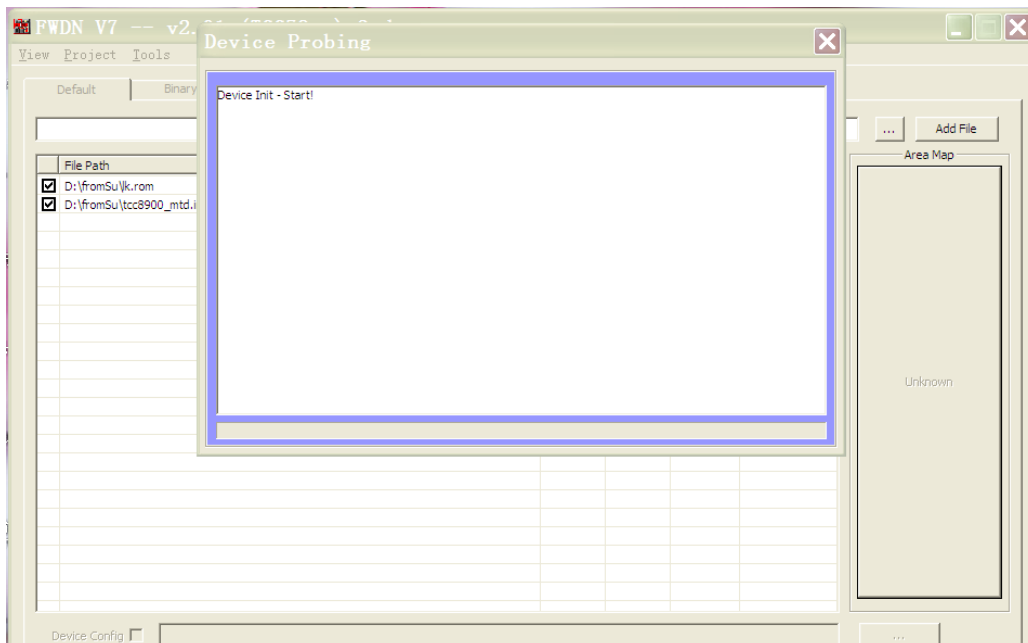 FWDN V7 -- v2.
Device Probing
View Project Tools
Default Binary
Device Init - Start!
... Add File
File Path
Area Map
D:\fromSu\lk.rom
D:\fromSu\tcc8900_mtd.i
Unknown
Device Config
...